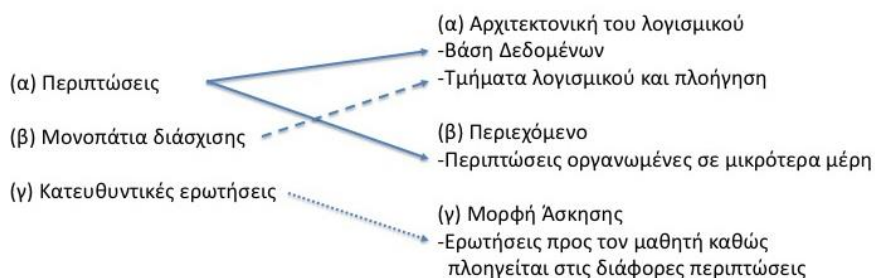 (α) Περιπτώσεις
(β) Μονοπάτια διάσχισης
(γ) Κατευθυντικές ερωτήσεις
(α) Αρχιτεκτονική του λογισμικού
-Βάση Δεδομένων
-Τμήματα λογισμικού και πλοήγηση
(β) Περιεχόμενο
-Περιπτώσεις οργανωμένες σε μικρότερα μέρη
(γ) Μορφή Άσκησης
-Ερωτήσεις προς τον μαθητή καθώς
πλοηγείται στις διάφορες περιπτώσεις